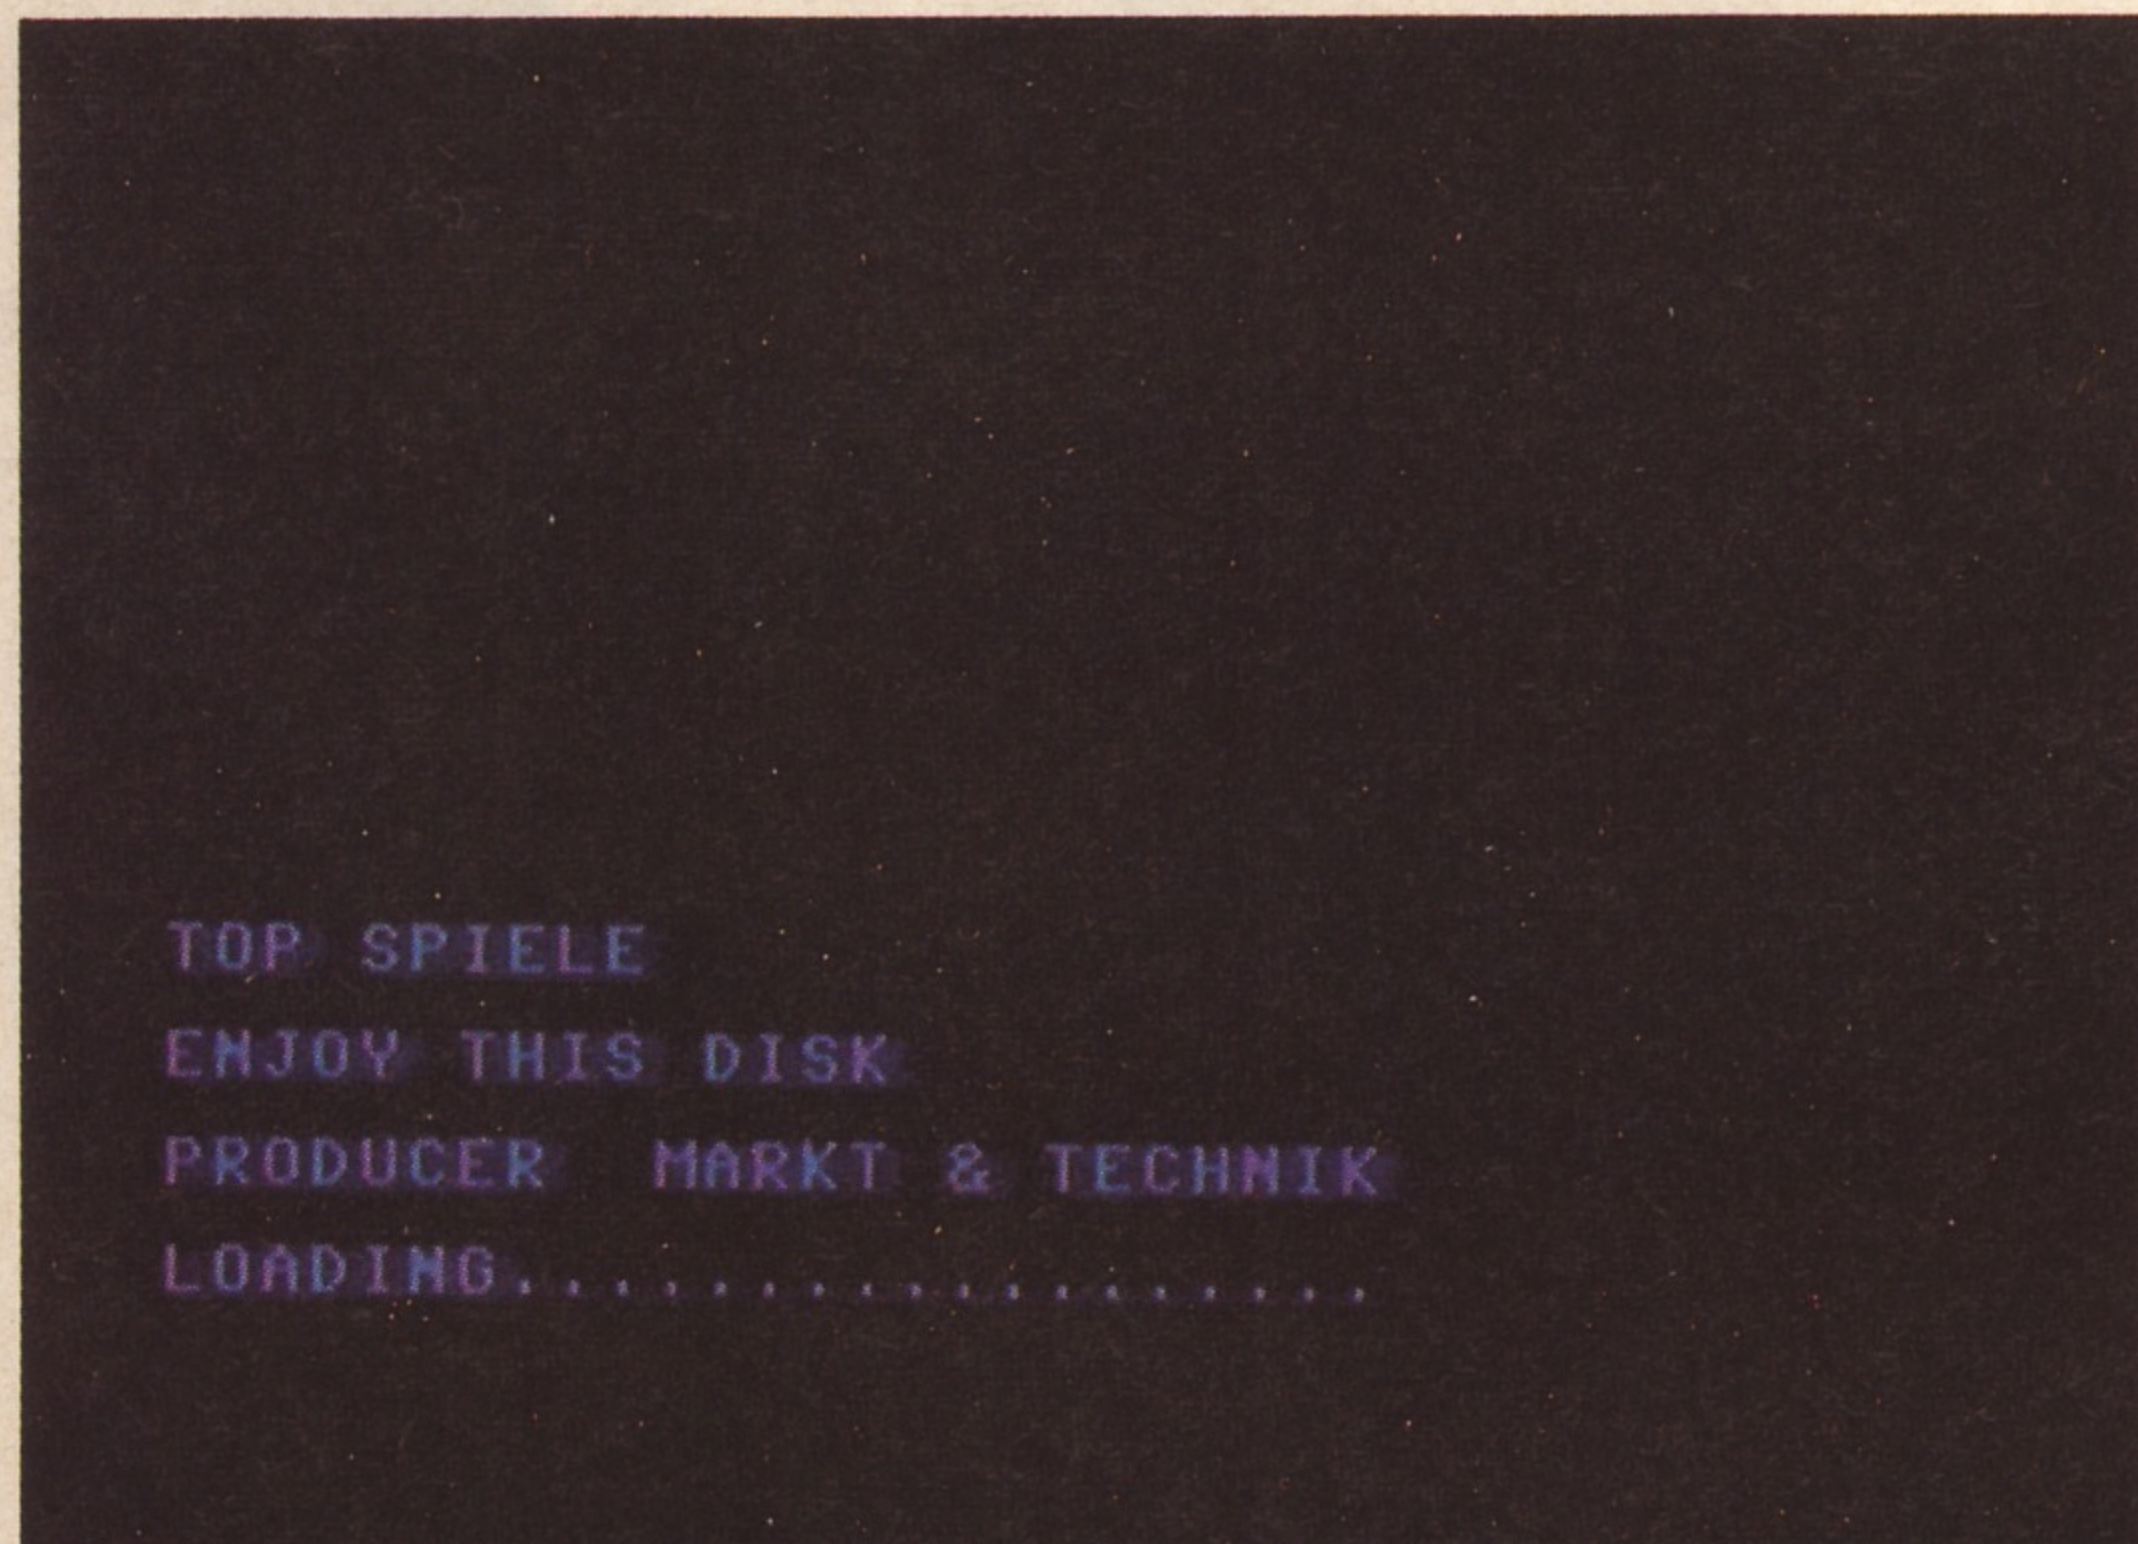 TOP SPIELE
ENJOY THIS DISK
PRODUCER  MARKT & TECHNIK
LOADING..................